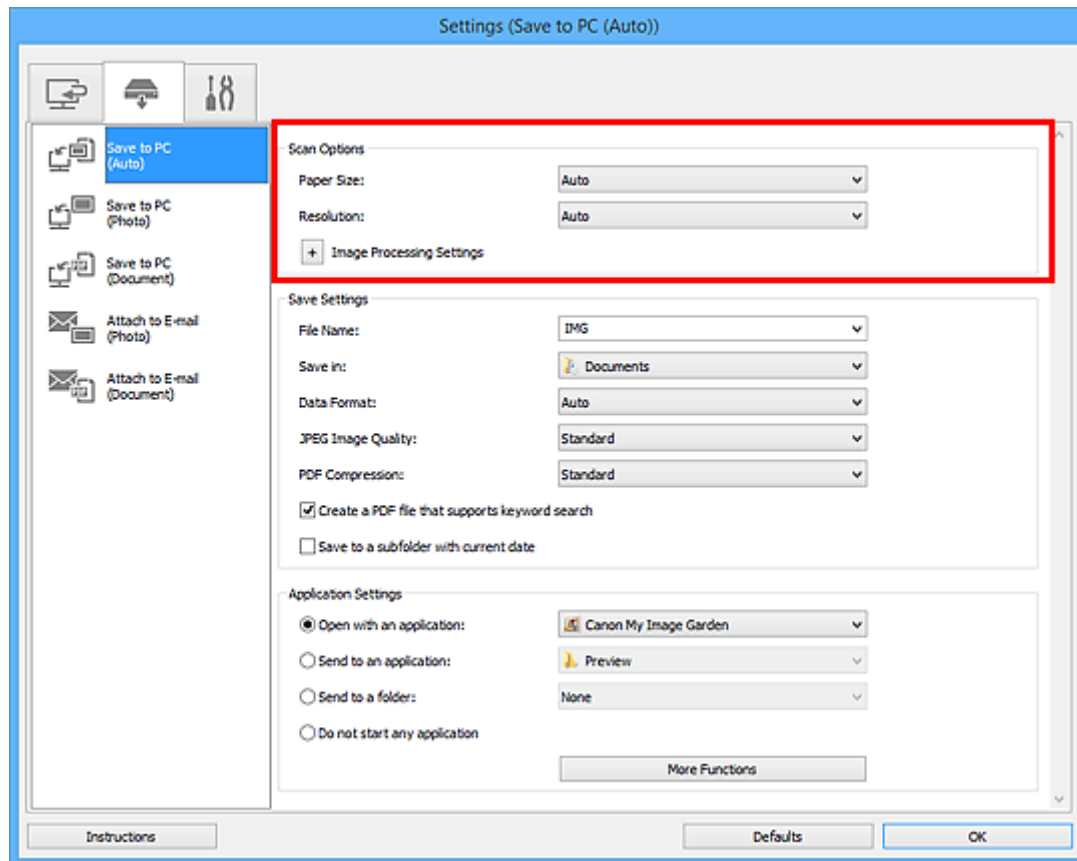 Settings (Save to PC (Auto))
Save to PC
(Auto)
Save to PC
(Photo)
Save to PC
(Document)
Attach to E-mail
(Photo)
Attach to E-mail
(Document)
Scan Options
Paper Size: Auto
Resolution: Auto
+ Image Processing Settings
Save Settings
File Name: IMG
Save in: Documents
Data Format: Auto
JPEG Image Quality: Standard
PDF Compression: Standard
Create a PDF file that supports keyword search
Save to a subfolder with current date
Application Settings
Open with an application: Canon My Image Garden
Send to an application: Preview
Send to a folder: None
Do not start any application
More Functions
Instructions Defaults OK